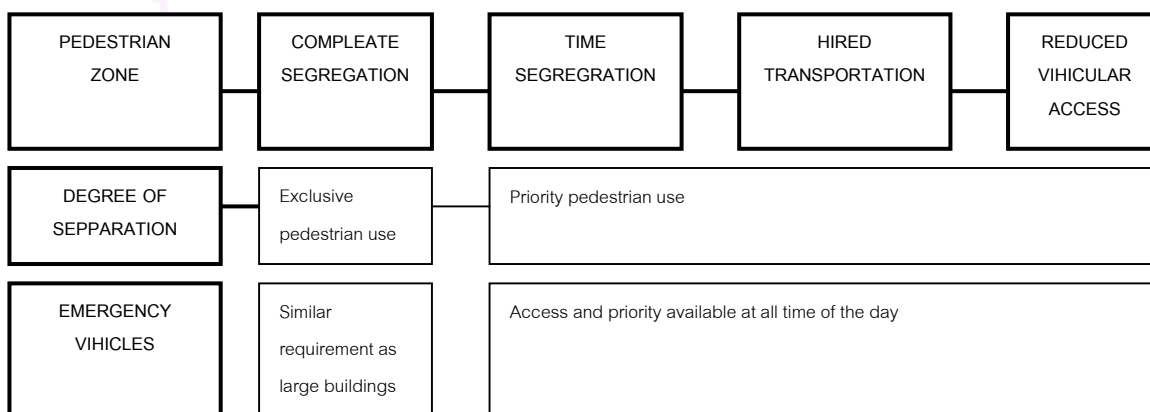 PEDESTRIAN
ZONE
COMPLEATE
SEGREGATION
TIME
SEGREGRATION
HIRED
TRANSPORTATION
REDUCED
VIHICULAR
ACCESS
DEGREE OF
SEPPARATION
Exclusive
pedestrian use
Priority pedestrian use
EMERGENCY
VIHICLES
Similar
requirement as
large buildings
Access and priority available at all time of the day